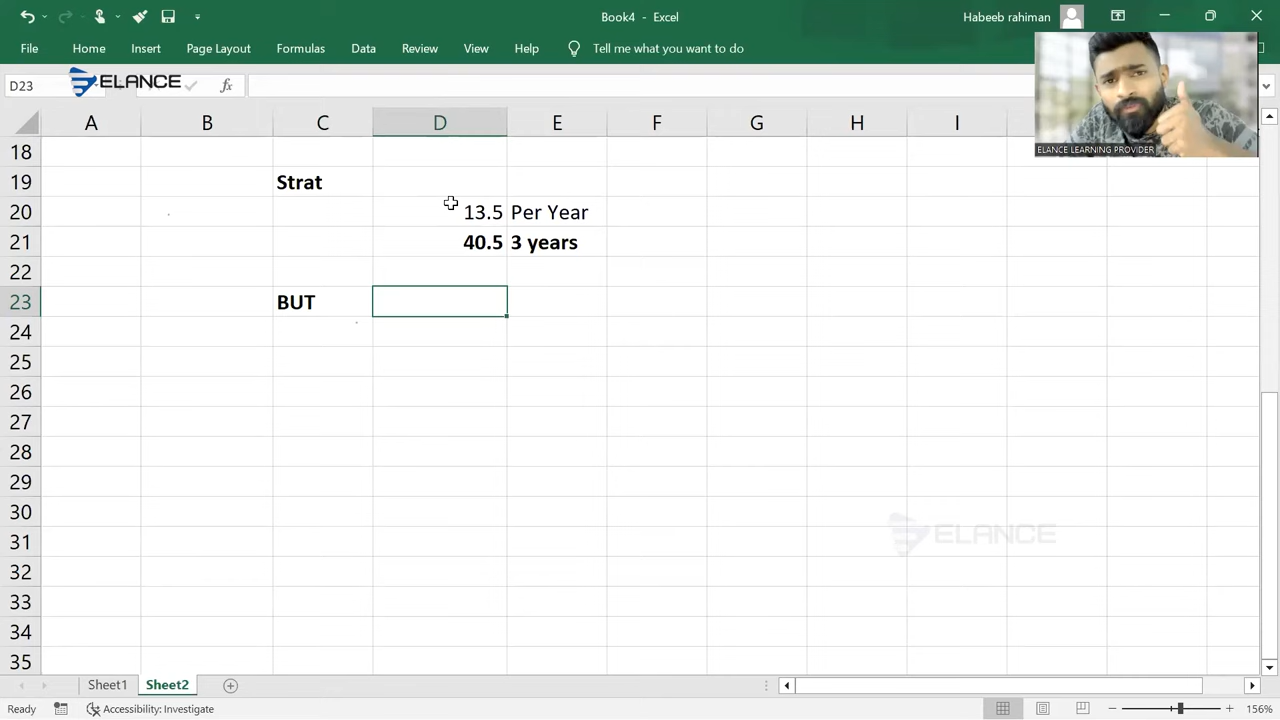 Book4 - Excel
Habeeb rahiman
File Home Insert Page Layout Formulas Data Review View Help Tell me what you want to do
ELANCE LEARNING PROVIDER
D23 ELANCE fx
A B C D E F G H I
18
19 Strat
20 13.5 Per Year
21 40.5 3 years
22
23 BUT
24
25
26
27
28
29
30
31 ELANCE
32
33
34
35
Sheet1 Sheet2
Ready Accessibility: Investigate 156%